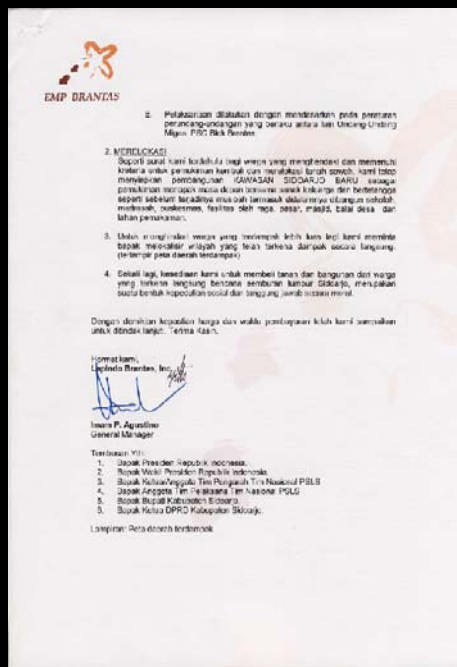 EMP BRANTAS
B. Pelaksanaan dilakukan dengan mendasarkan pada peraturan
perundang-undangan yang berlaku antara lain Undang-Undang
Migas, PSC Blok Brantas.
2. MERELOKASI
Seperti surat kami terdahulu bagi warga yang menghendaki dan memenuhi
kriteria untuk pemukiman kembali dan merelokasi tanah sawah, kami tetap
menyiapkan pembangunan KAWASAN SIDOARJO BARU sebagai
pemukiman menapak masa depan bersama sanak keluarga dan bertetangga
seperti sebelum terjadinya musibah termasuk didalamnya dibangun sekolah,
madrasah, puskesmas, fasilitas olah raga, pasar, masjid, balai desa dan
lahan pemakaman.
3. Untuk menghindari warga yang terdampak lebih luas lagi kami meminta
bapak melokalisir wilayah yang telah terkena dampak secara langsung.
(terlampir peta daerah terdampak)
4. Sekali lagi, kesediaan kami untuk membeli tanah dan bangunan dari warga
yang terkena langsung bencana semburan lumpur Sidoarjo, merupakan
suatu bentuk kepedulian sosial dan tanggung jawab secara moral.
Dengan demikian kepastian harga dan waktu pembayaran telah kami sampaikan
untuk ditindak lanjuti. Terima Kasih.
Hormat kami,
Lapindo Brantas, Inc.
Imam P. Agustino
General Manager
Tembusan Yth:
1. Bapak Presiden Republik Indonesia.
2. Bapak Wakil Presiden Republik Indonesia.
3. Bapak Ketua/Anggota Tim Pengarah Tim Nasional PSLS
4. Bapak Anggota Tim Pelaksana Tim Nasional PSLS
5. Bapak Bupati Kabupaten Sidoarjo.
6. Bapak Ketua DPRD Kabupaten Sidoarjo.
Lampiran: Peta daerah terdampak